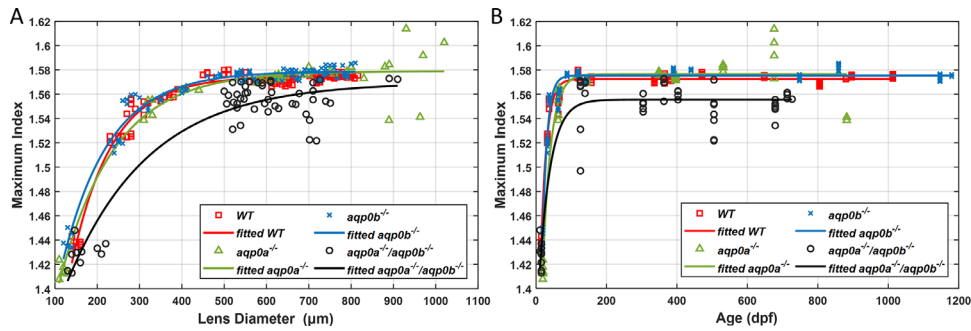 A
B
1.62
1.6
1.58
1.56
1.54
1.52
1.5
1.48
1.46
1.44
1.42
1.4
Maximum Index
100 200 300 400 500 600 700 800 900 1000 1100
Lens Diameter (μm)
WT
aqp0b-/-
fitted WT
fitted aqp0b-/-
aqp0a-/-
aqp0a-/-/aqp0b-/-
fitted aqp0a-/-
fitted aqp0a-/-/aqp0b-/-
1.62
1.6
1.58
1.56
1.54
1.52
1.5
1.48
1.46
1.44
1.42
1.4
Maximum Index
0 200 400 600 800 1000 1200
Age (dpf)
WT
aqp0b-/-
fitted WT
fitted aqp0b-/-
aqp0a-/-
aqp0a-/-/aqp0b-/-
fitted aqp0a-/-
fitted aqp0a-/-/aqp0b-/-